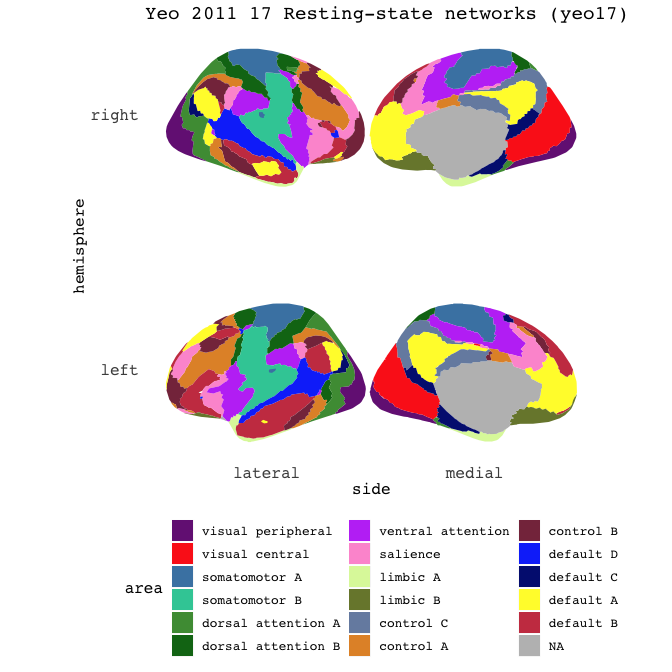 Yeo 2011 17 Resting-state networks (yeo17)
right
hemisphere
left
lateral medial
side
area
visual peripheral ventral attention control B
visual central salience default D
somatomotor A limbic A default C
somatomotor B limbic B default A
dorsal attention A control C default B
dorsal attention B control A NA